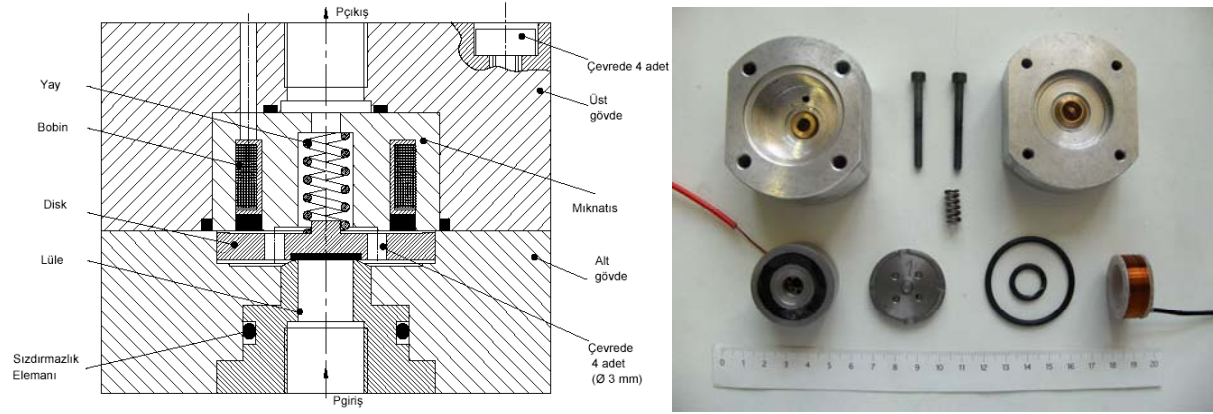 Pçıkış
Yay
Bobin
Disk
Lüle
Sızdırmazlık
Elemanı
Çevrede 4 adet
Üst
gövde
Mıknatıs
Alt
gövde
Çevrede
4 adet
(Ø 3 mm)
Pgiriş
0 1 2 3 4 5 6 7 8 9 10 11 12 13 14 15 16 17 18 19 20